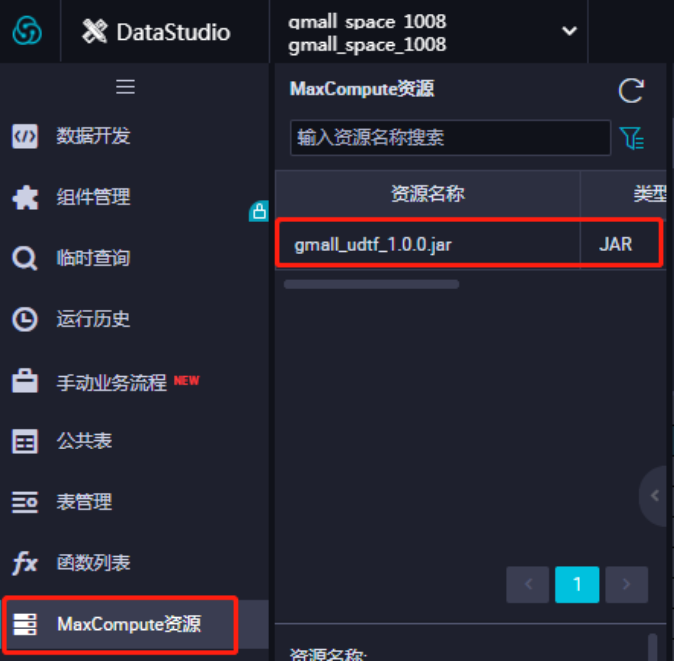 DataStudio
gmall_space_1008
gmall_space_1008
数据开发
组件管理
临时查询
运行历史
手动业务流程 NEW
公共表
表管理
函数列表
MaxCompute资源
MaxCompute资源
输入资源名称搜索
资源名称 类型
gmall_udtf_1.0.0.jar JAR
< 1 >
资源名称: